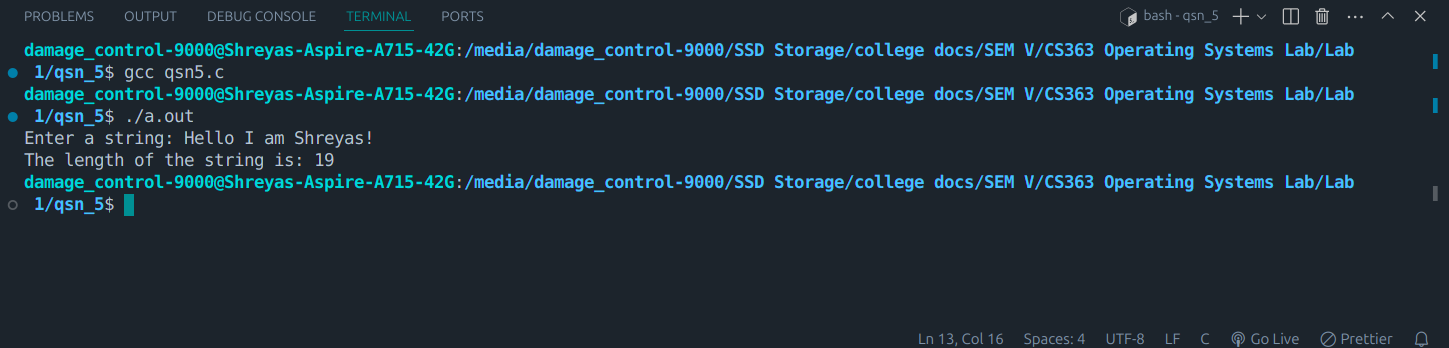 PROBLEMS OUTPUT DEBUG CONSOLE TERMINAL PORTS bash - qsn_5
damage_control-9000@Shreyas-Aspire-A715-42G:/media/damage_control-9000/SSD Storage/college docs/SEM V/CS363 Operating Systems Lab/Lab
1/qsn_5$ gcc qsn5.c
damage_control-9000@Shreyas-Aspire-A715-42G:/media/damage_control-9000/SSD Storage/college docs/SEM V/CS363 Operating Systems Lab/Lab
1/qsn_5$ ./a.out
Enter a string: Hello I am Shreyas!
The length of the string is: 19
damage_control-9000@Shreyas-Aspire-A715-42G:/media/damage_control-9000/SSD Storage/college docs/SEM V/CS363 Operating Systems Lab/Lab
1/qsn_5$
Ln 13, Col 16 Spaces: 4 UTF-8 LF C Go Live Prettier